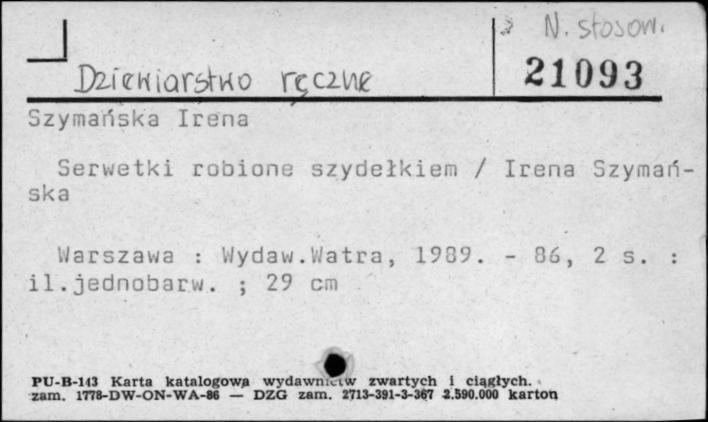 N. stosow.
21093
Dziewiarstwo ręczne
Szymańska Irena
Serwetki robione szydełkiem / Irena Szymań-
ska
Warszawa : Wydaw.Watra, 1989. - 86, 2 s. :
il.jednobarw. ; 29 cm
PU-B-143 Karta katalogowa wydawnictw zwartych i ciągłych.
zam. 1778-DW-ON-WA-86 — DZG zam. 2713-391-3-367 2.590.000 karton